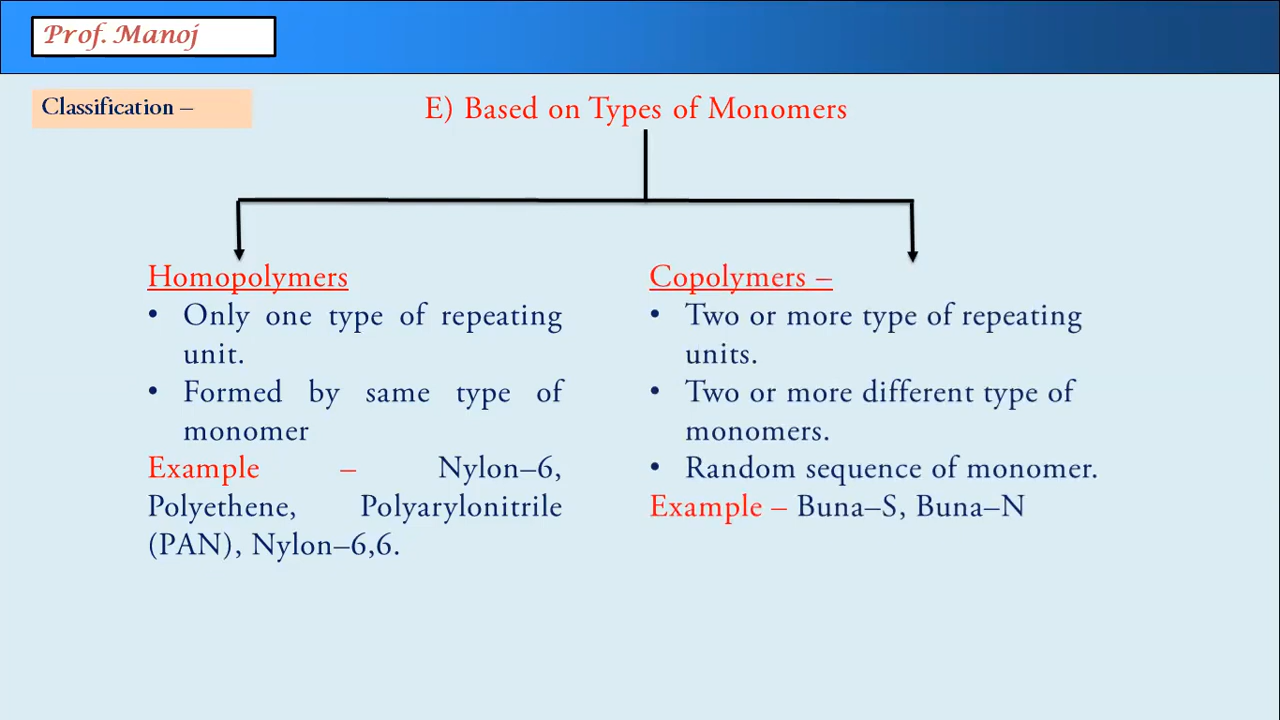 Prof. Manoj
Classification –
E) Based on Types of Monomers
Homopolymers
• Only one type of repeating
unit.
• Formed by same type of
monomer
Example – Nylon–6,
Polyethene, Polyarylonitrile
(PAN), Nylon–6,6.
Copolymers –
• Two or more type of repeating
units.
• Two or more different type of
monomers.
• Random sequence of monomer.
Example – Buna–S, Buna–N